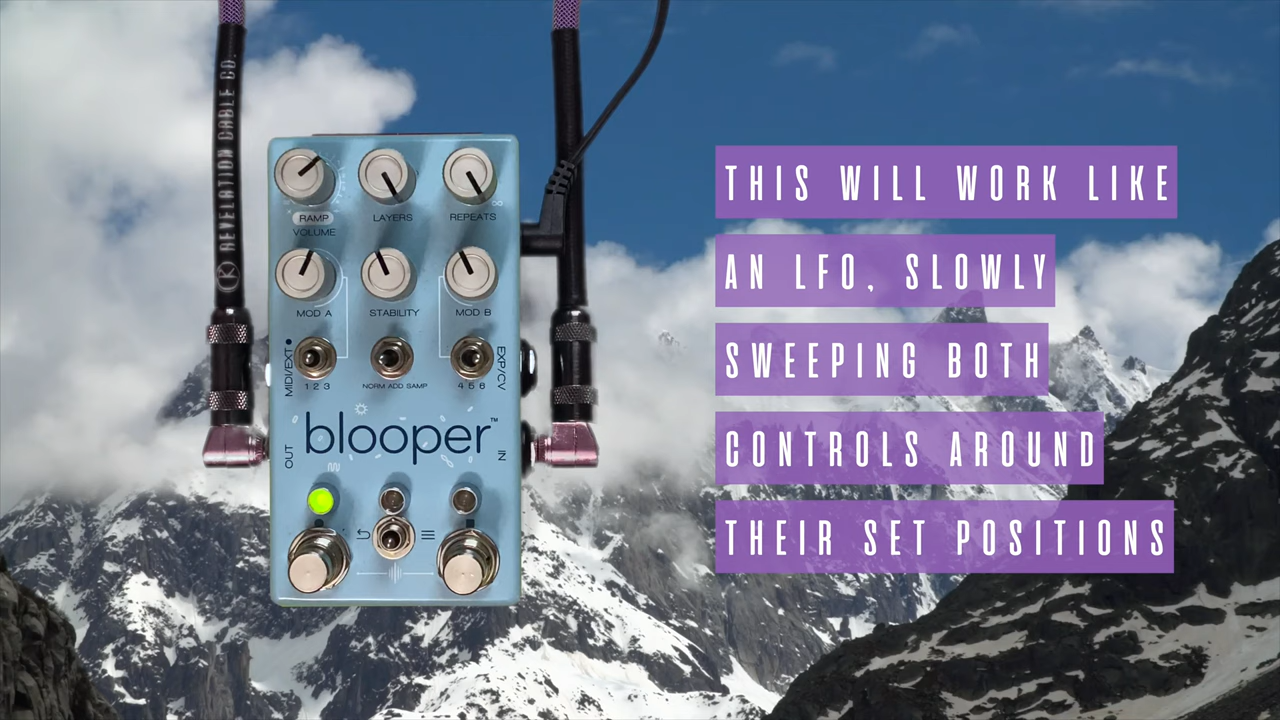 REVELATION CABLE CO.
RAMP
VOLUME
LAYERS
REPEATS
MOD A
STABILITY
MOD B
MIDI/EXT
1 2 3
NORM ADD SAMP
4 5 6
EXP/CV
OUT
blooper™
IN
THIS WILL WORK LIKE
AN LFO, SLOWLY
SWEEPING BOTH
CONTROLS AROUND
THEIR SET POSITIONS